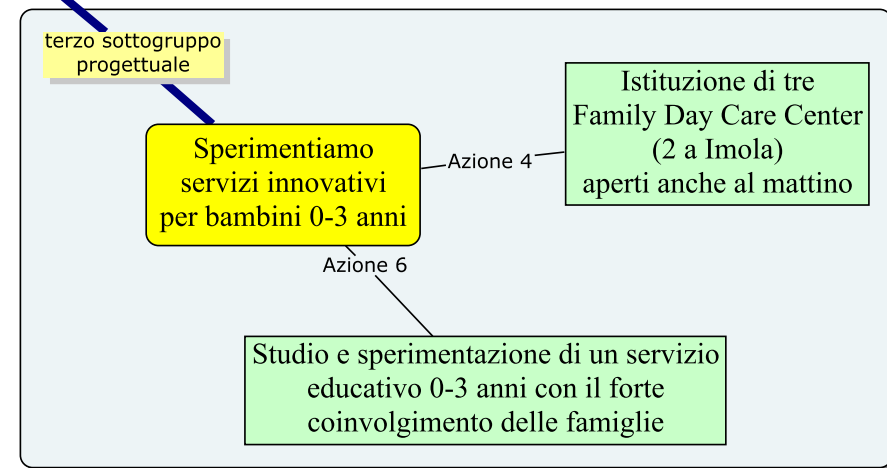 terzo sottogruppo
progettuale
Sperimentiamo
servizi innovativi
per bambini 0-3 anni
Azione 4
Istituzione di tre
Family Day Care Center
(2 a Imola)
aperti anche al mattino
Azione 6
Studio e sperimentazione di un servizio
educativo 0-3 anni con il forte
coinvolgimento delle famiglie